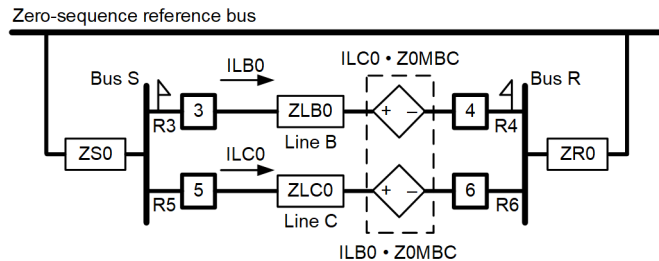 Zero-sequence reference bus
ILB0
ILC0 • Z0MBC
Bus S
Bus R
3
ZLB0
+ −
4
R3
Line B
R4
ZS0
ILC0
ZR0
5
ZLC0
+ −
6
R5
Line C
R6
ILB0 • Z0MBC